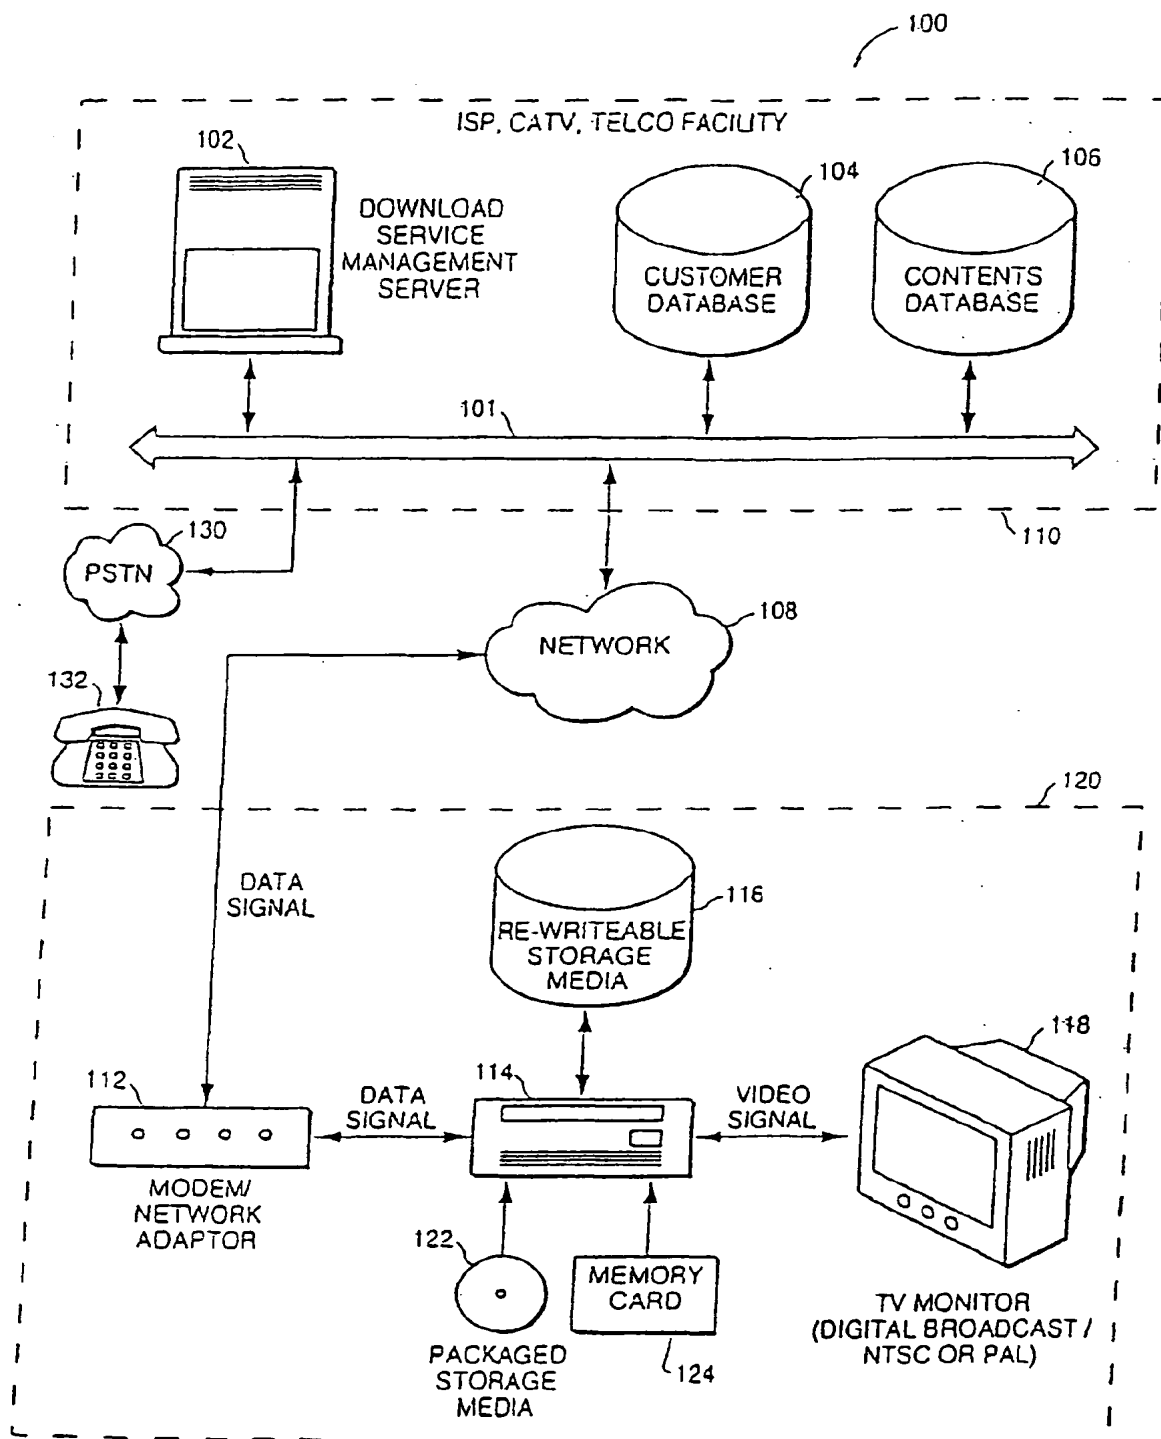 100
ISP, CATV, TELCO FACILITY
102
DOWNLOAD
SERVICE
MANAGEMENT
SERVER
104
CUSTOMER
DATABASE
106
CONTENTS
DATABASE
101
110
130
PSTN
108
NETWORK
132
120
DATA
SIGNAL
116
RE-WRITEABLE
STORAGE
MEDIA
118
112
DATA
SIGNAL
114
VIDEO
SIGNAL
MODEM/
NETWORK
ADAPTOR
122
PACKAGED
STORAGE
MEDIA
MEMORY
CARD
124
TV MONITOR
(DIGITAL BROADCAST /
NTSC OR PAL)